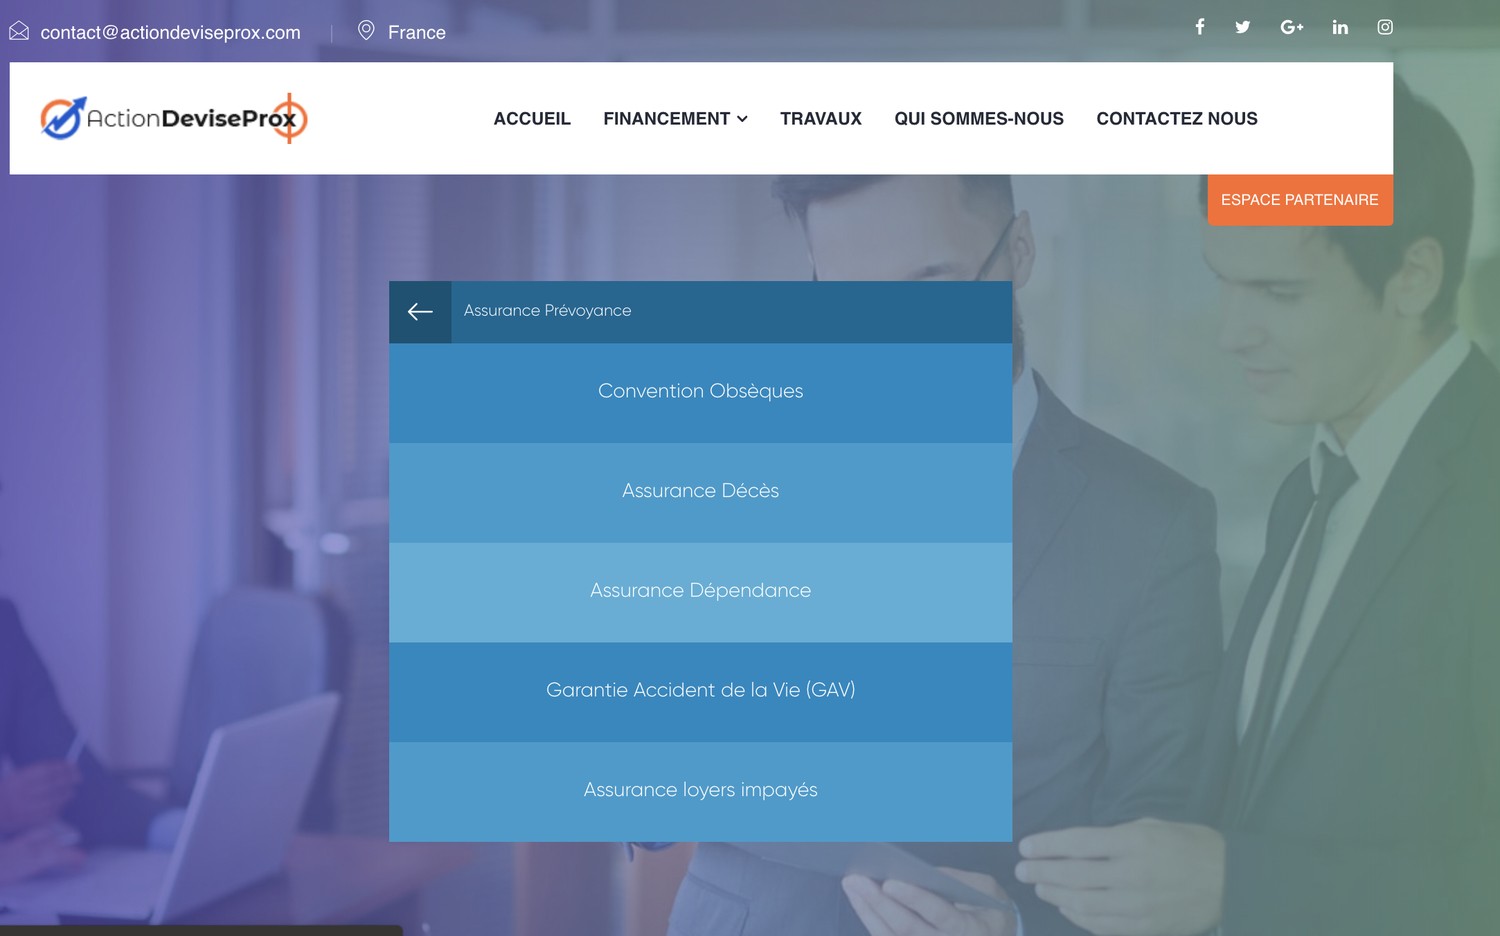 contact@actiondeviseprox.com
France
ActionDeviseProx
ACCUEIL
FINANCEMENT
TRAVAUX
QUI SOMMES-NOUS
CONTACTEZ NOUS
ESPACE PARTENAIRE
Assurance Prévoyance
Convention Obsèques
Assurance Décès
Assurance Dépendance
Garantie Accident de la Vie (GAV)
Assurance loyers impayés